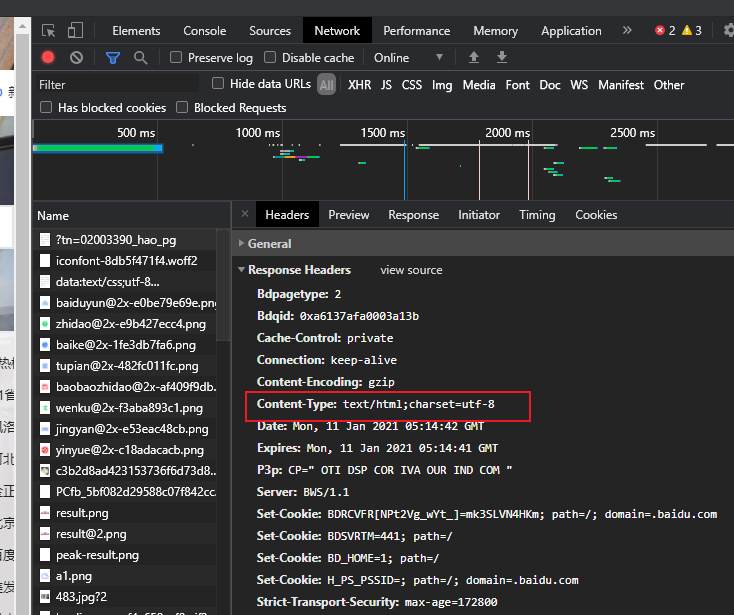 Elements Console Sources Network Performance Memory Application » 2 3
Preserve log Disable cache Online
Filter Hide data URLs All XHR JS CSS Img Media Font Doc WS Manifest Other
Has blocked cookies Blocked Requests
500 ms 1000 ms 1500 ms 2000 ms 2500 ms
Name
?tn=02003390_hao_pg
iconfont-8db5f471f4.woff2
data:text/css;utf-8...
baiduyun@2x-e0be79e69e.png
zhidao@2x-e9b427ecc4.png
baike@2x-1fe3db7fa6.png
tupian@2x-482fc011fc.png
baobaozhidao@2x-af409f9db..
wenku@2x-f3aba893c1.png
jingyan@2x-e53eac48cb.png
yinyue@2x-c18adacacb.png
c3b2d8ad423153736f6d73d8..
PCfb_5bf082d29588c07f842cc.
result.png
result@2.png
peak-result.png
a1.png
483.jpg?2
× Headers Preview Response Initiator Timing Cookies
General
Response Headers view source
Bdpagetype: 2
Bdqid: 0xa6137afa0003a13b
Cache-Control: private
Connection: keep-alive
Content-Encoding: gzip
Content-Type: text/html;charset=utf-8
Date: Mon, 11 Jan 2021 05:14:42 GMT
Expires: Mon, 11 Jan 2021 05:14:41 GMT
P3p: CP=" OTI DSP COR IVA OUR IND COM "
Server: BWS/1.1
Set-Cookie: BDRCVFR[NPt2Vg_wYt_]=mk3SLVN4HKm; path=/; domain=.baidu.com
Set-Cookie: BDSVRTM=441; path=/
Set-Cookie: BD_HOME=1; path=/
Set-Cookie: H_PS_PSSID=; path=/; domain=.baidu.com
Strict-Transport-Security: max-age=172800